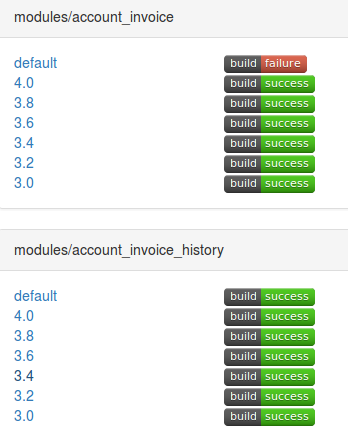 modules/account_invoice
default build failure
4.0 build success
3.8 build success
3.6 build success
3.4 build success
3.2 build success
3.0 build success
modules/account_invoice_history
default build success
4.0 build success
3.8 build success
3.6 build success
3.4 build success
3.2 build success
3.0 build success